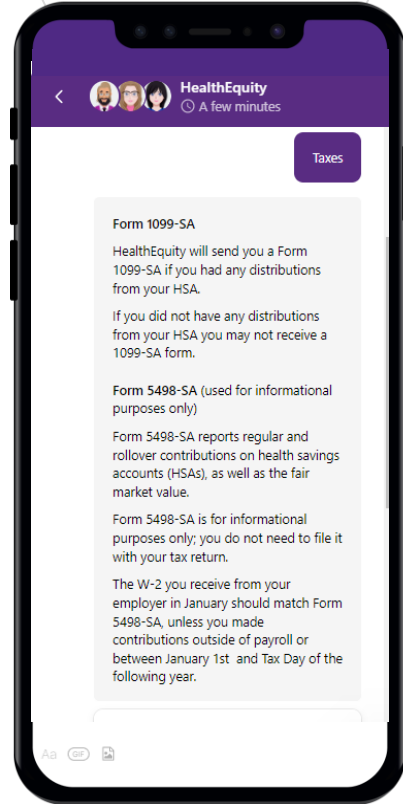 HealthEquity
A few minutes
Taxes
Form 1099-SA
HealthEquity will send you a Form
1099-SA if you had any distributions
from your HSA.
If you did not have any distributions
from your HSA you may not receive a
1099-SA form.
Form 5498-SA (used for informational
purposes only)
Form 5498-SA reports regular and
rollover contributions on health savings
accounts (HSAs), as well as the fair
market value.
Form 5498-SA is for informational
purposes only; you do not need to file it
with your tax return.
The W-2 you receive from your
employer in January should match Form
5498-SA, unless you made
contributions outside of payroll or
between January 1st and Tax Day of the
following year.
Aa GIF